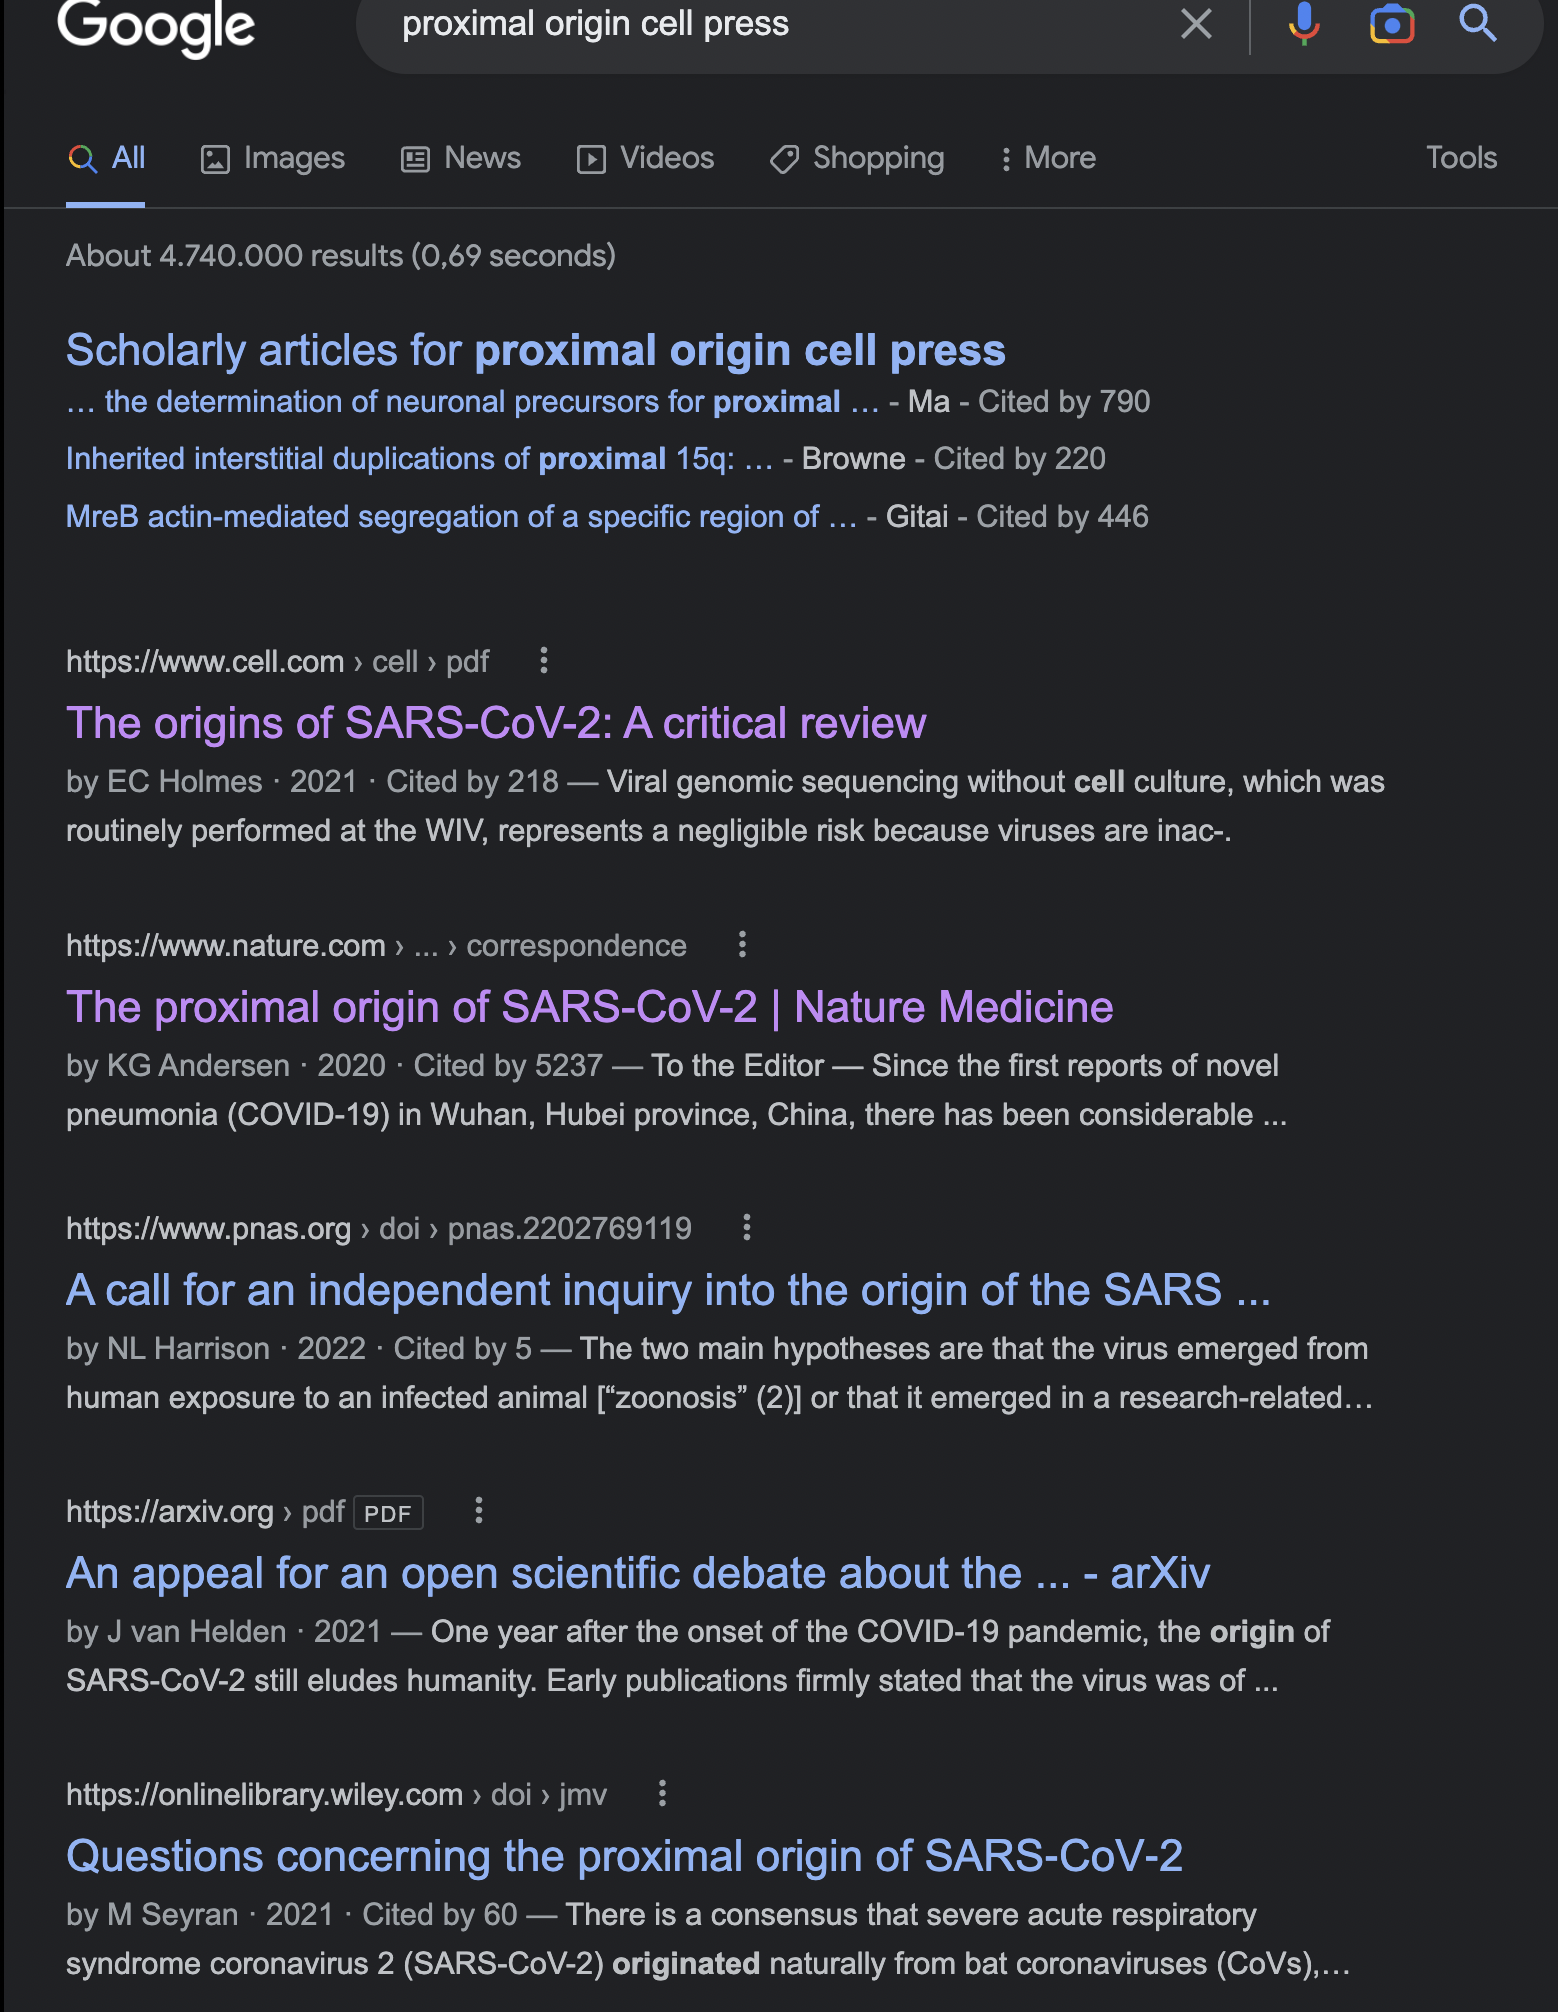 Google
proximal origin cell press
All Images News Videos Shopping More Tools
About 4.740.000 results (0,69 seconds)
Scholarly articles for proximal origin cell press
… the determination of neuronal precursors for proximal … - Ma - Cited by 790
Inherited interstitial duplications of proximal 15q: … - Browne - Cited by 220
MreB actin-mediated segregation of a specific region of … - Gitai - Cited by 446
https://www.cell.com › cell › pdf
The origins of SARS-CoV-2: A critical review
by EC Holmes · 2021 · Cited by 218 — Viral genomic sequencing without cell culture, which was
routinely performed at the WIV, represents a negligible risk because viruses are inac-.
https://www.nature.com › ... › correspondence
The proximal origin of SARS-CoV-2 | Nature Medicine
by KG Andersen · 2020 · Cited by 5237 — To the Editor — Since the first reports of novel
pneumonia (COVID-19) in Wuhan, Hubei province, China, there has been considerable ...
https://www.pnas.org › doi › pnas.2202769119
A call for an independent inquiry into the origin of the SARS ...
by NL Harrison · 2022 · Cited by 5 — The two main hypotheses are that the virus emerged from
human exposure to an infected animal [“zoonosis” (2)] or that it emerged in a research-related…
https://arxiv.org › pdf PDF
An appeal for an open scientific debate about the ... - arXiv
by J van Helden · 2021 — One year after the onset of the COVID-19 pandemic, the origin of
SARS-CoV-2 still eludes humanity. Early publications firmly stated that the virus was of ...
https://onlinelibrary.wiley.com › doi › jmv
Questions concerning the proximal origin of SARS-CoV-2
by M Seyran · 2021 · Cited by 60 — There is a consensus that severe acute respiratory
syndrome coronavirus 2 (SARS-CoV-2) originated naturally from bat coronaviruses (CoVs),…